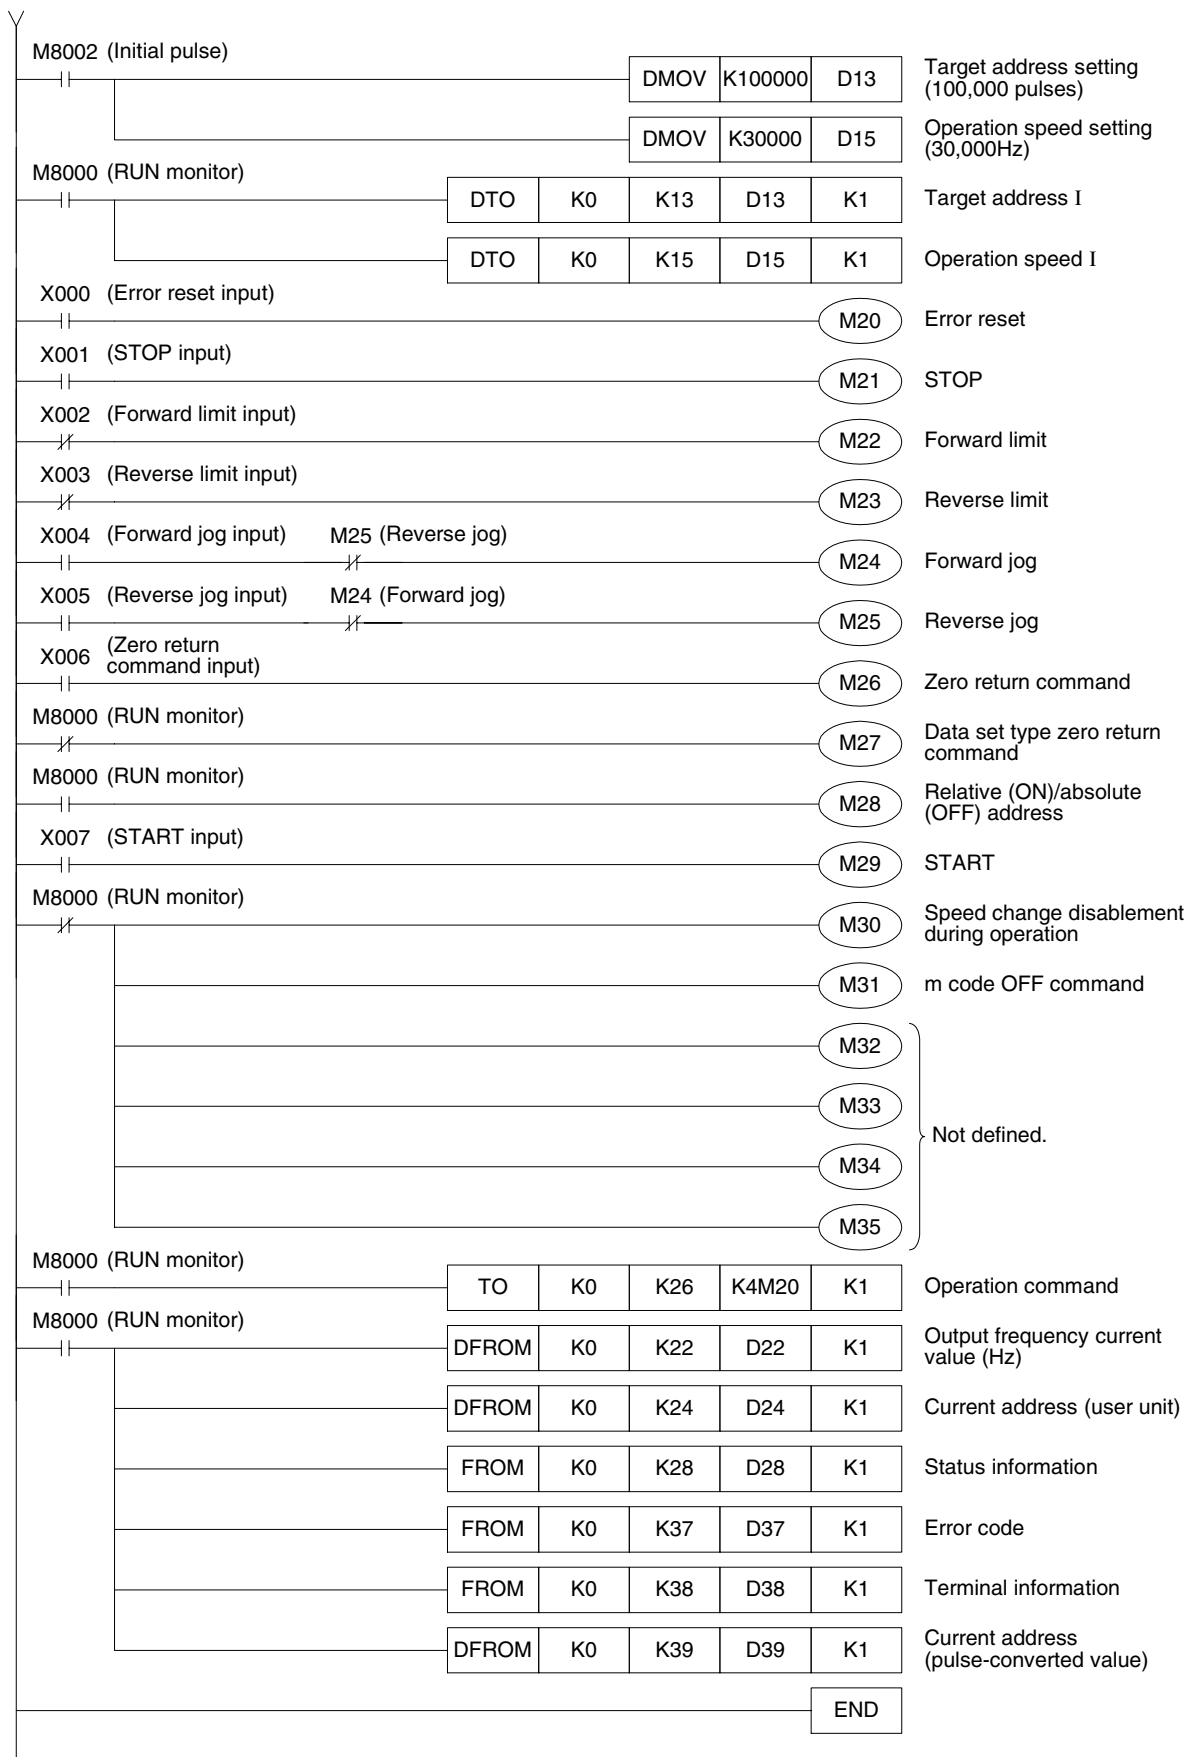 M8002 (Initial pulse)
DMOV K100000 D13 Target address setting
(100,000 pulses)
DMOV K30000 D15 Operation speed setting
(30,000Hz)
M8000 (RUN monitor)
DTO K0 K13 D13 K1 Target address I
DTO K0 K15 D15 K1 Operation speed I
X000 (Error reset input)
M20 Error reset
X001 (STOP input)
M21 STOP
X002 (Forward limit input)
M22 Forward limit
X003 (Reverse limit input)
M23 Reverse limit
X004 (Forward jog input) M25 (Reverse jog)
M24 Forward jog
X005 (Reverse jog input) M24 (Forward jog)
M25 Reverse jog
X006 (Zero return
command input)
M26 Zero return command
M8000 (RUN monitor)
M27 Data set type zero return
command
M8000 (RUN monitor)
M28 Relative (ON)/absolute
(OFF) address
X007 (START input)
M29 START
M8000 (RUN monitor)
M30 Speed change disablement
during operation
M31 m code OFF command
M32
M33
Not defined.
M34
M35
M8000 (RUN monitor)
TO K0 K26 K4M20 K1 Operation command
M8000 (RUN monitor)
DFROM K0 K22 D22 K1 Output frequency current
value (Hz)
DFROM K0 K24 D24 K1 Current address (user unit)
FROM K0 K28 D28 K1 Status information
FROM K0 K37 D37 K1 Error code
FROM K0 K38 D38 K1 Terminal information
DFROM K0 K39 D39 K1 Current address
(pulse-converted value)
END